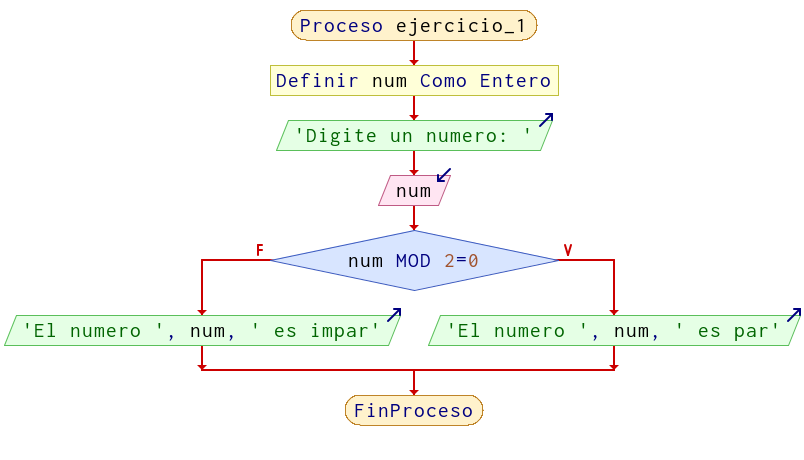 Proceso ejercicio_1
Definir num Como Entero
'Digite un numero: '
num
F
V
num MOD 2=0
'El numero ', num, ' es impar'
'El numero ', num, ' es par'
FinProceso